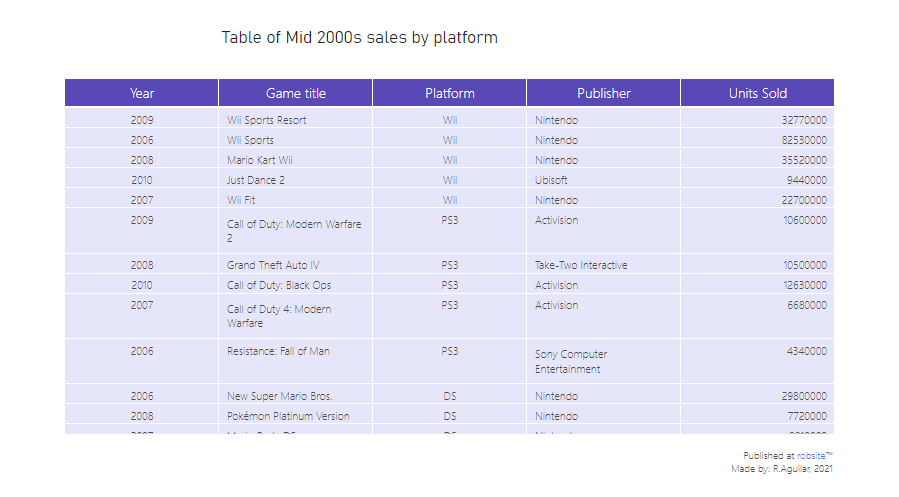 Table of Mid 2000s sales by platform
Year Game title Platform Publisher Units Sold
2009 Wii Sports Resort Wii Nintendo 32770000
2006 Wii Sports Wii Nintendo 82530000
2008 Mario Kart Wii Wii Nintendo 35520000
2010 Just Dance 2 Wii Ubisoft 9440000
2007 Wii Fit Wii Nintendo 22700000
2009 Call of Duty: Modern Warfare PS3 Activision 10600000
2
2008 Grand Theft Auto IV PS3 Take-Two Interactive 10500000
2010 Call of Duty: Black Ops PS3 Activision 12630000
2007 Call of Duty 4: Modern PS3 Activision 6680000
Warfare
2006 Resistance: Fall of Man PS3 Sony Computer 4340000
Entertainment
2006 New Super Mario Bros. DS Nintendo 29800000
2008 Pokémon Platinum Version DS Nintendo 7720000
Published at robsite™
Made by: R.Aguilar, 2021